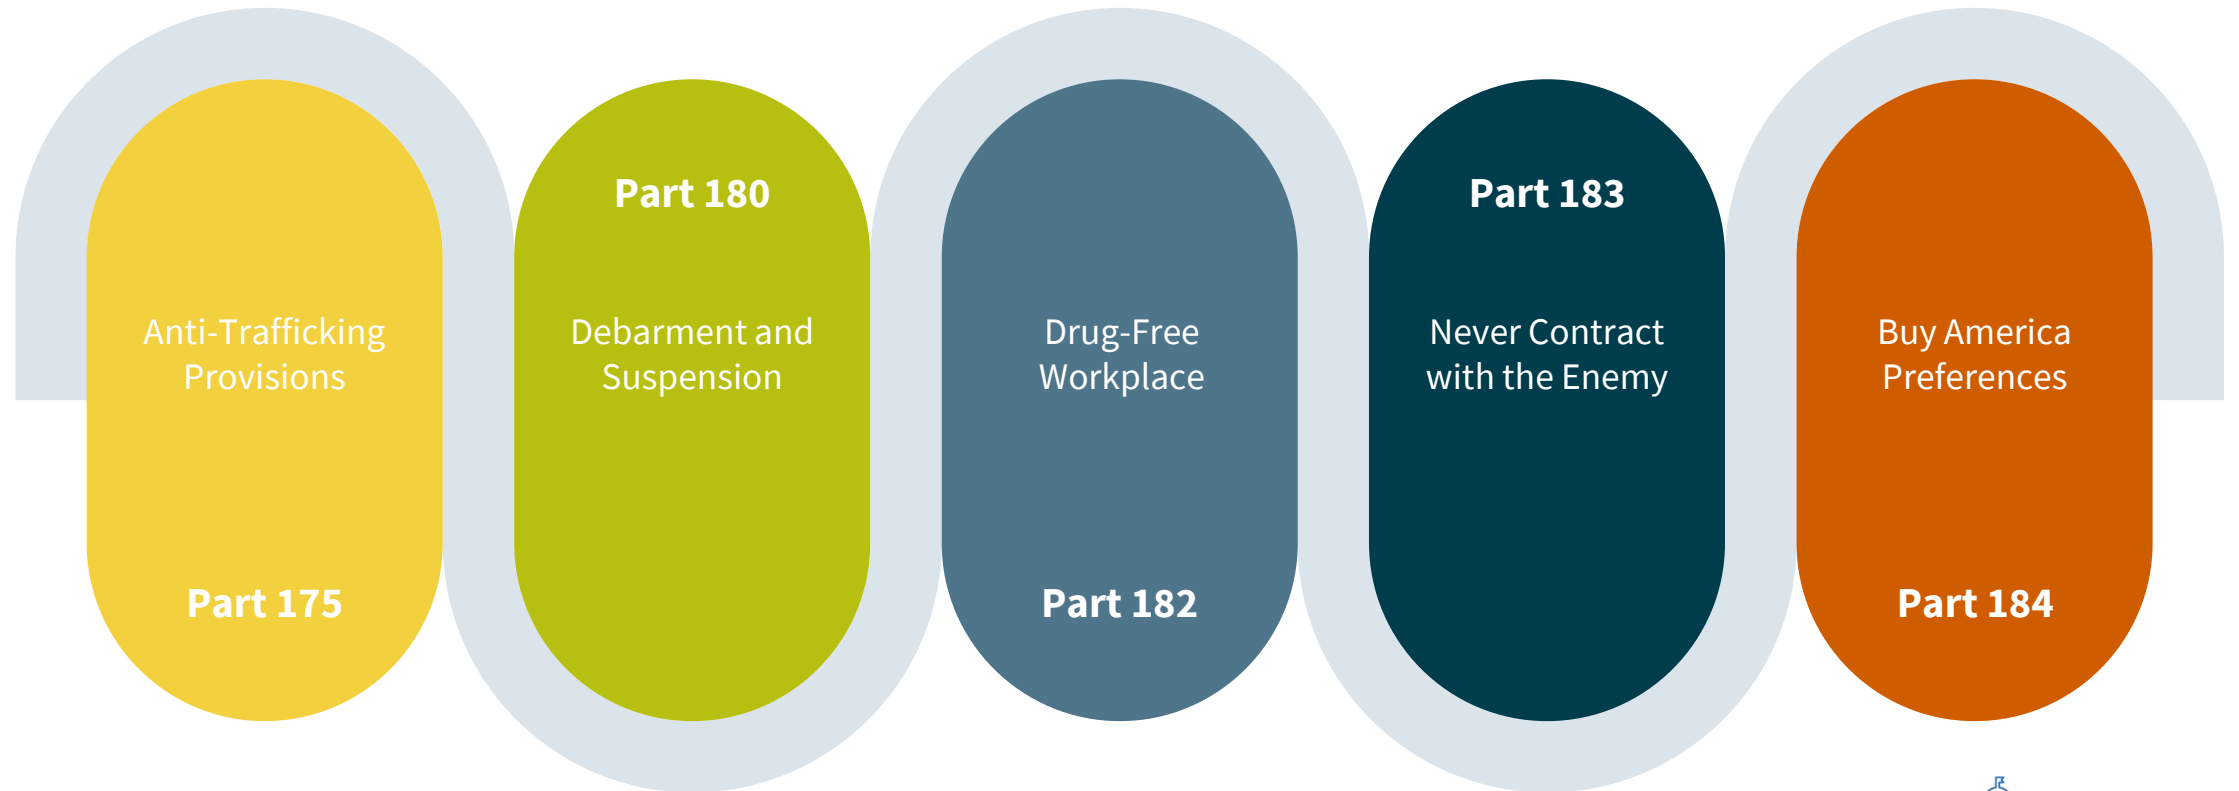 Anti-Trafficking
Provisions
Part 175
Part 180
Debarment and
Suspension
Drug-Free
Workplace
Part 182
Part 183
Never Contract
with the Enemy
Buy America
Preferences
Part 184